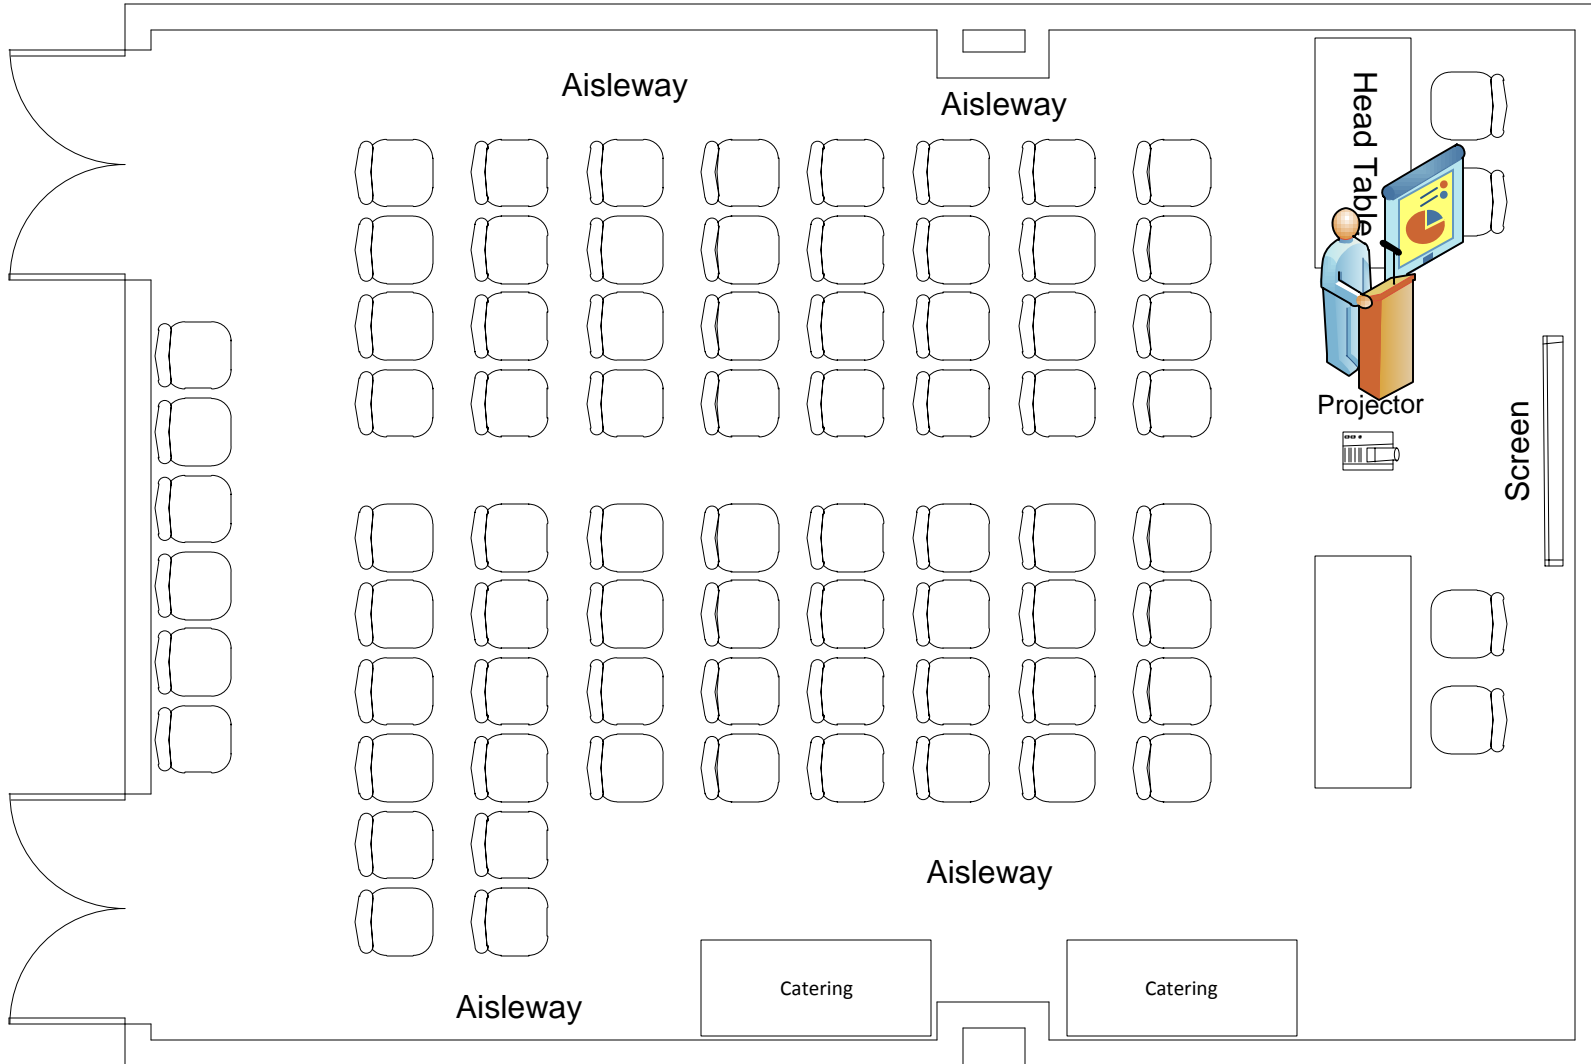 Aisleway
Aisleway
Head Table
Projector
Screen
Aisleway
Catering
Catering
Aisleway